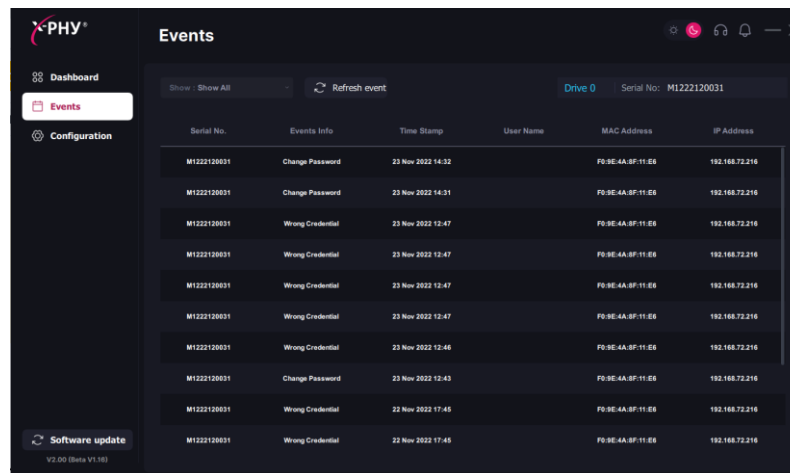 X-PHY®
Events
Dashboard
Events
Configuration
Show : Show All
Refresh event
Drive 0 Serial No: M1222120031
Serial No. Events Info Time Stamp User Name MAC Address IP Address
M1222120031 Change Password 23 Nov 2022 14:32 F0:9E:4A:8F:11:E6 192.168.72.216
M1222120031 Change Password 23 Nov 2022 14:31 F0:9E:4A:8F:11:E6 192.168.72.216
M1222120031 Wrong Credential 23 Nov 2022 12:47 F0:9E:4A:8F:11:E6 192.168.72.216
M1222120031 Wrong Credential 23 Nov 2022 12:47 F0:9E:4A:8F:11:E6 192.168.72.216
M1222120031 Wrong Credential 23 Nov 2022 12:47 F0:9E:4A:8F:11:E6 192.168.72.216
M1222120031 Wrong Credential 23 Nov 2022 12:47 F0:9E:4A:8F:11:E6 192.168.72.216
M1222120031 Wrong Credential 23 Nov 2022 12:46 F0:9E:4A:8F:11:E6 192.168.72.216
M1222120031 Change Password 23 Nov 2022 12:43 F0:9E:4A:8F:11:E6 192.168.72.216
M1222120031 Wrong Credential 22 Nov 2022 17:45 F0:9E:4A:8F:11:E6 192.168.72.216
M1222120031 Wrong Credential 22 Nov 2022 17:45 F0:9E:4A:8F:11:E6 192.168.72.216
Software update
V2.00 (Beta V1.16)